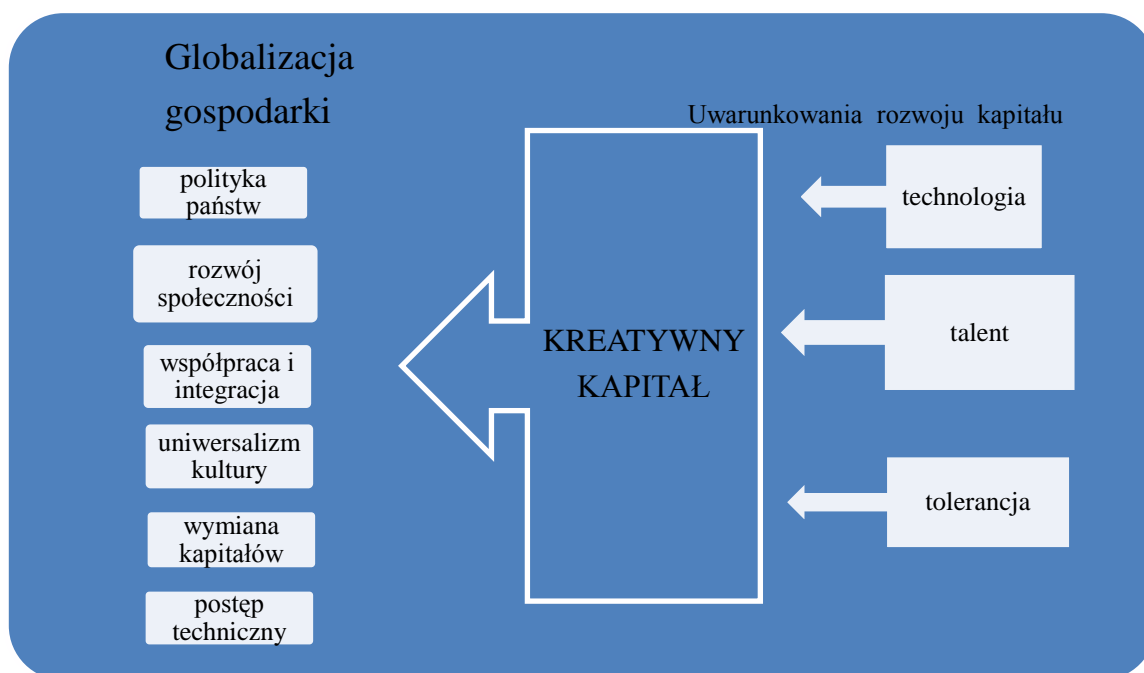 Globalizacja
gospodarki
polityka
państw
rozwój
społeczności
współpraca i
integracja
uniwersalizm
kultury
wymiana
kapitałów
postęp
techniczny
KREATYWNY
KAPITAŁ
Uwarunkowania rozwoju kapitału
technologia
talent
tolerancja